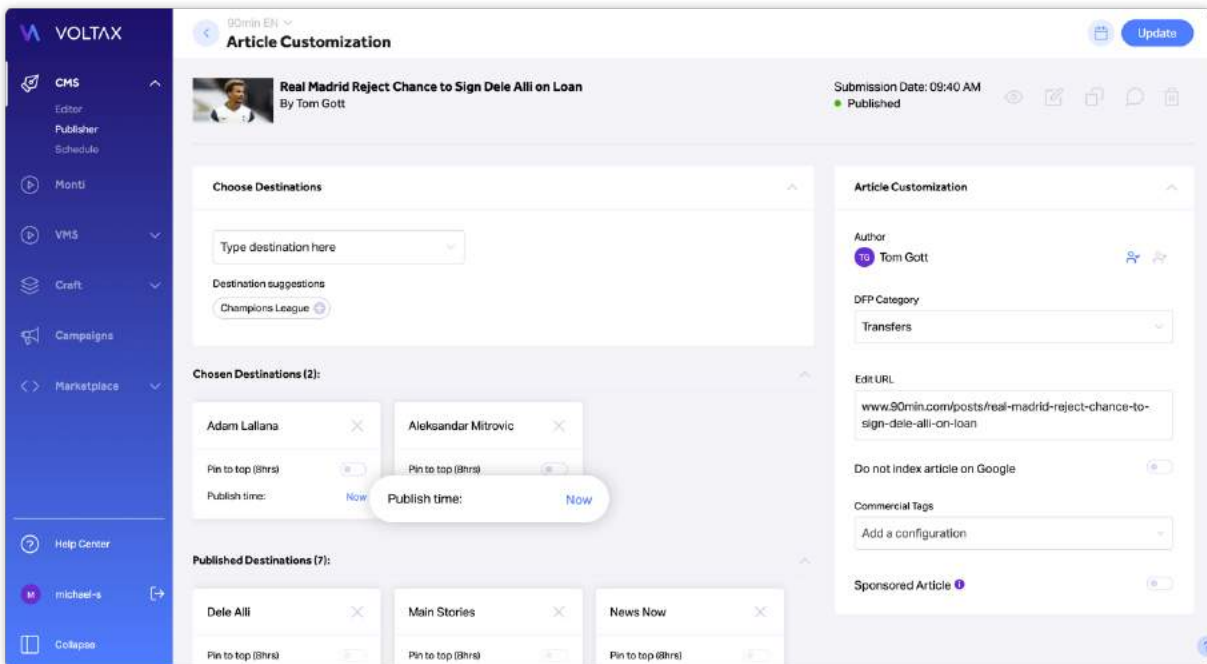 VOLTAX
CMS
Editor
Publisher
Schedule
Monti
VMS
Craft
Campaigns
Marketplace
Help Center
M
michael-s
Collapse
90min EN
Article Customization
Update
Real Madrid Reject Chance to Sign Dele Alli on Loan
By Tom Gott
Submission Date: 09:40 AM
Published
Choose Destinations
Type destination here
Destination suggestions
Champions League
Chosen Destinations (2):
Adam Lallana
Pin to top (8hrs)
Publish time: Now
Aleksandar Mitrovic
Pin to top (8hrs)
Publish time: Now
Published Destinations (7):
Dele Alli
Pin to top (8hrs)
Main Stories
Pin to top (8hrs)
News Now
Pin to top (8hrs)
Article Customization
Author
TG Tom Gott
DFP Category
Transfers
Edit URL
www.90min.com/posts/real-madrid-reject-chance-to-
sign-dele-alli-on-loan
Do not index article on Google
Commercial Tags
Add a configuration
Sponsored Article